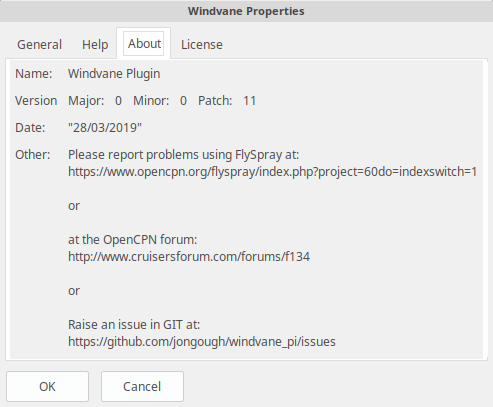 Windvane Properties
General Help About License
Name: Windvane Plugin
Version Major: 0 Minor: 0 Patch: 11
Date: "28/03/2019"
Other: Please report problems using FlySpray at:
https://www.opencpn.org/flyspray/index.php?project=60do=indexswitch=1
or
at the OpenCPN forum:
http://www.cruisersforum.com/forums/f134
or
Raise an issue in GIT at:
https://github.com/jongough/windvane_pi/issues
OK Cancel